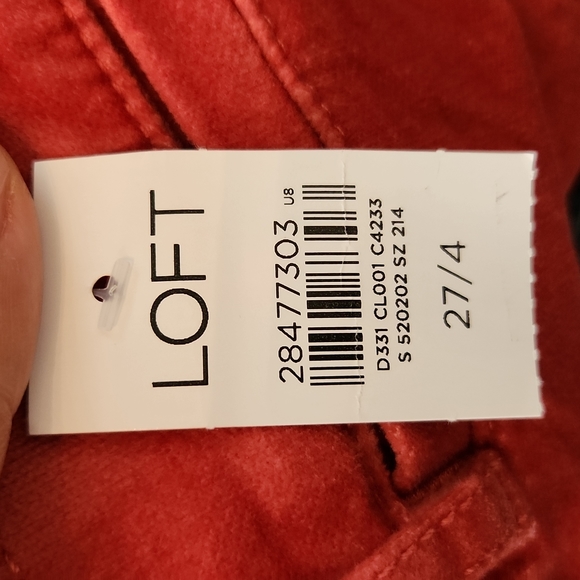 LOFT
28477303 U8
D331 CL001 C4233
S 520202 SZ 214
27/4